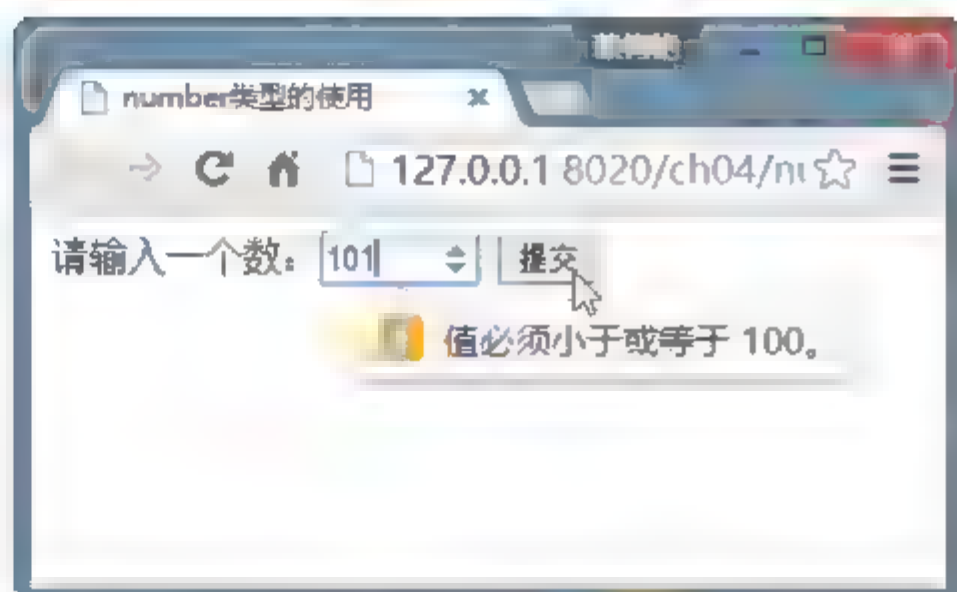 number类型的使用
127.0.0.1 8020/ch04/nu
请输入一个数: 101 提交
值必须小于或等于 100。